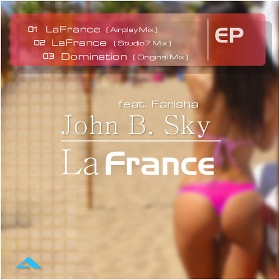 01 LaFrance (Airplay Mix)
02 LaFrance (Studio7 Mix)
03 Domination (Original Mix)
EP
feat. Farisha
John B. Sky
La France